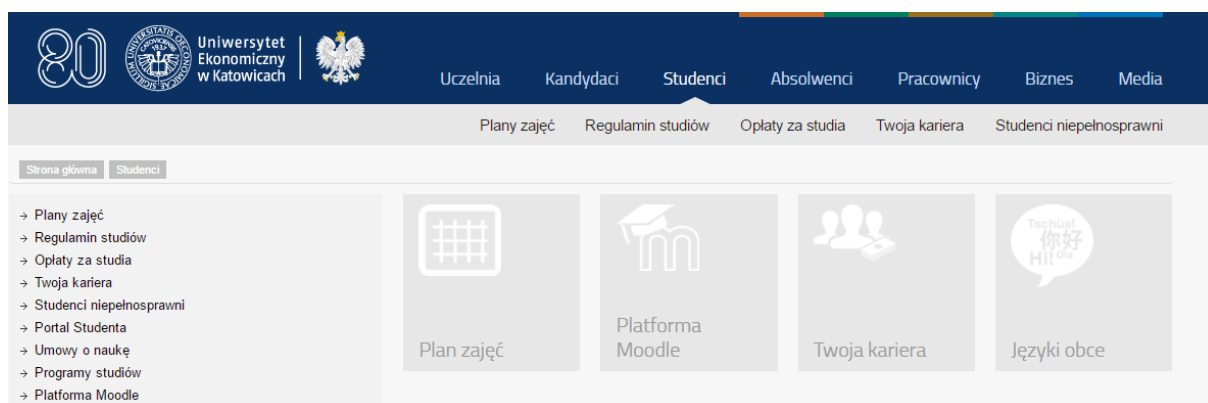 80
Uniwersytet
Ekonomiczny
w Katowicach
Uczelnia Kandydaci Studenci Absolwenci Pracownicy Biznes Media
Plany zajęć Regulamin studiów Opłaty za studia Twoja kariera Studenci niepełnosprawni
Strona główna Studenci
→ Plany zajęć
→ Regulamin studiów
→ Opłaty za studia
→ Twoja kariera
→ Studenci niepełnosprawni
→ Portal Studenta
→ Umowy o naukę
→ Programy studiów
→ Platforma Moodle
Plan zajęć
m
Platforma
Moodle
Twoja kariera
Tschüs!
你好
Hi! Ola
Języki obce